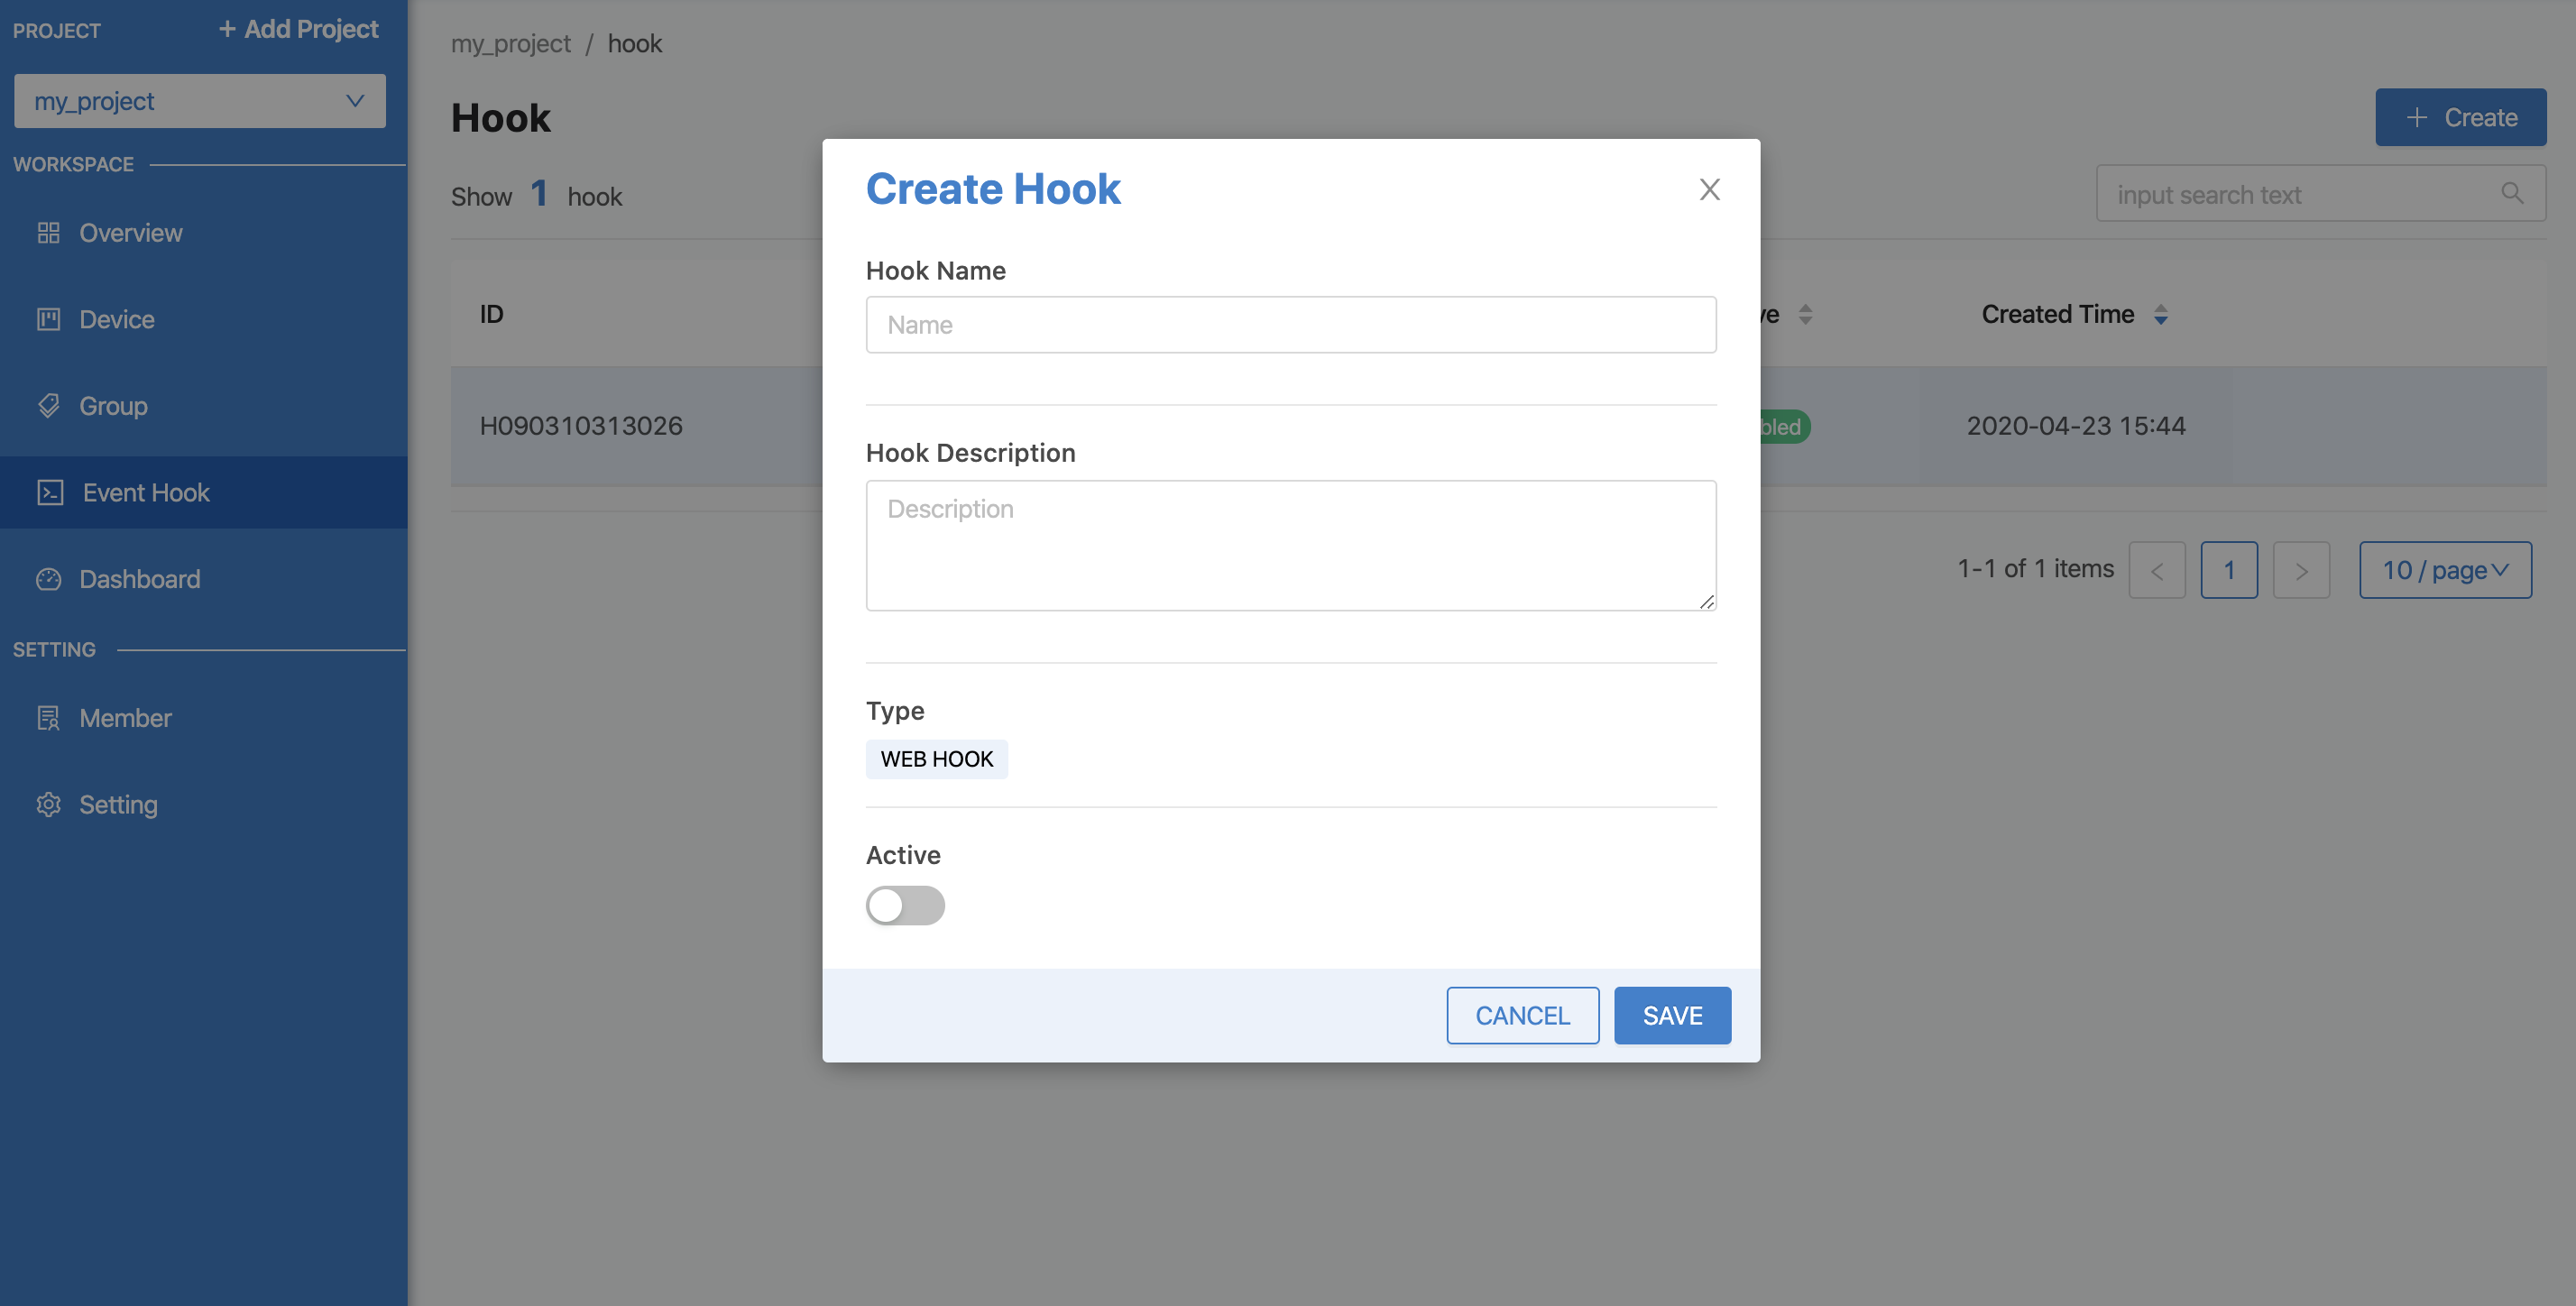 PROJECT
+ Add Project
my_project
WORKSPACE
Overview
Device
Group
Event Hook
Dashboard
SETTING
Member
Setting
my_project / hook
Hook
+ Create
Show 1 hook
input search text
ID
Created Time
H090310313026
2020-04-23 15:44
1-1 of 1 items
< 1 >
10 / page
Create Hook
X
Hook Name
Name
Hook Description
Description
Type
WEB HOOK
Active
CANCEL
SAVE